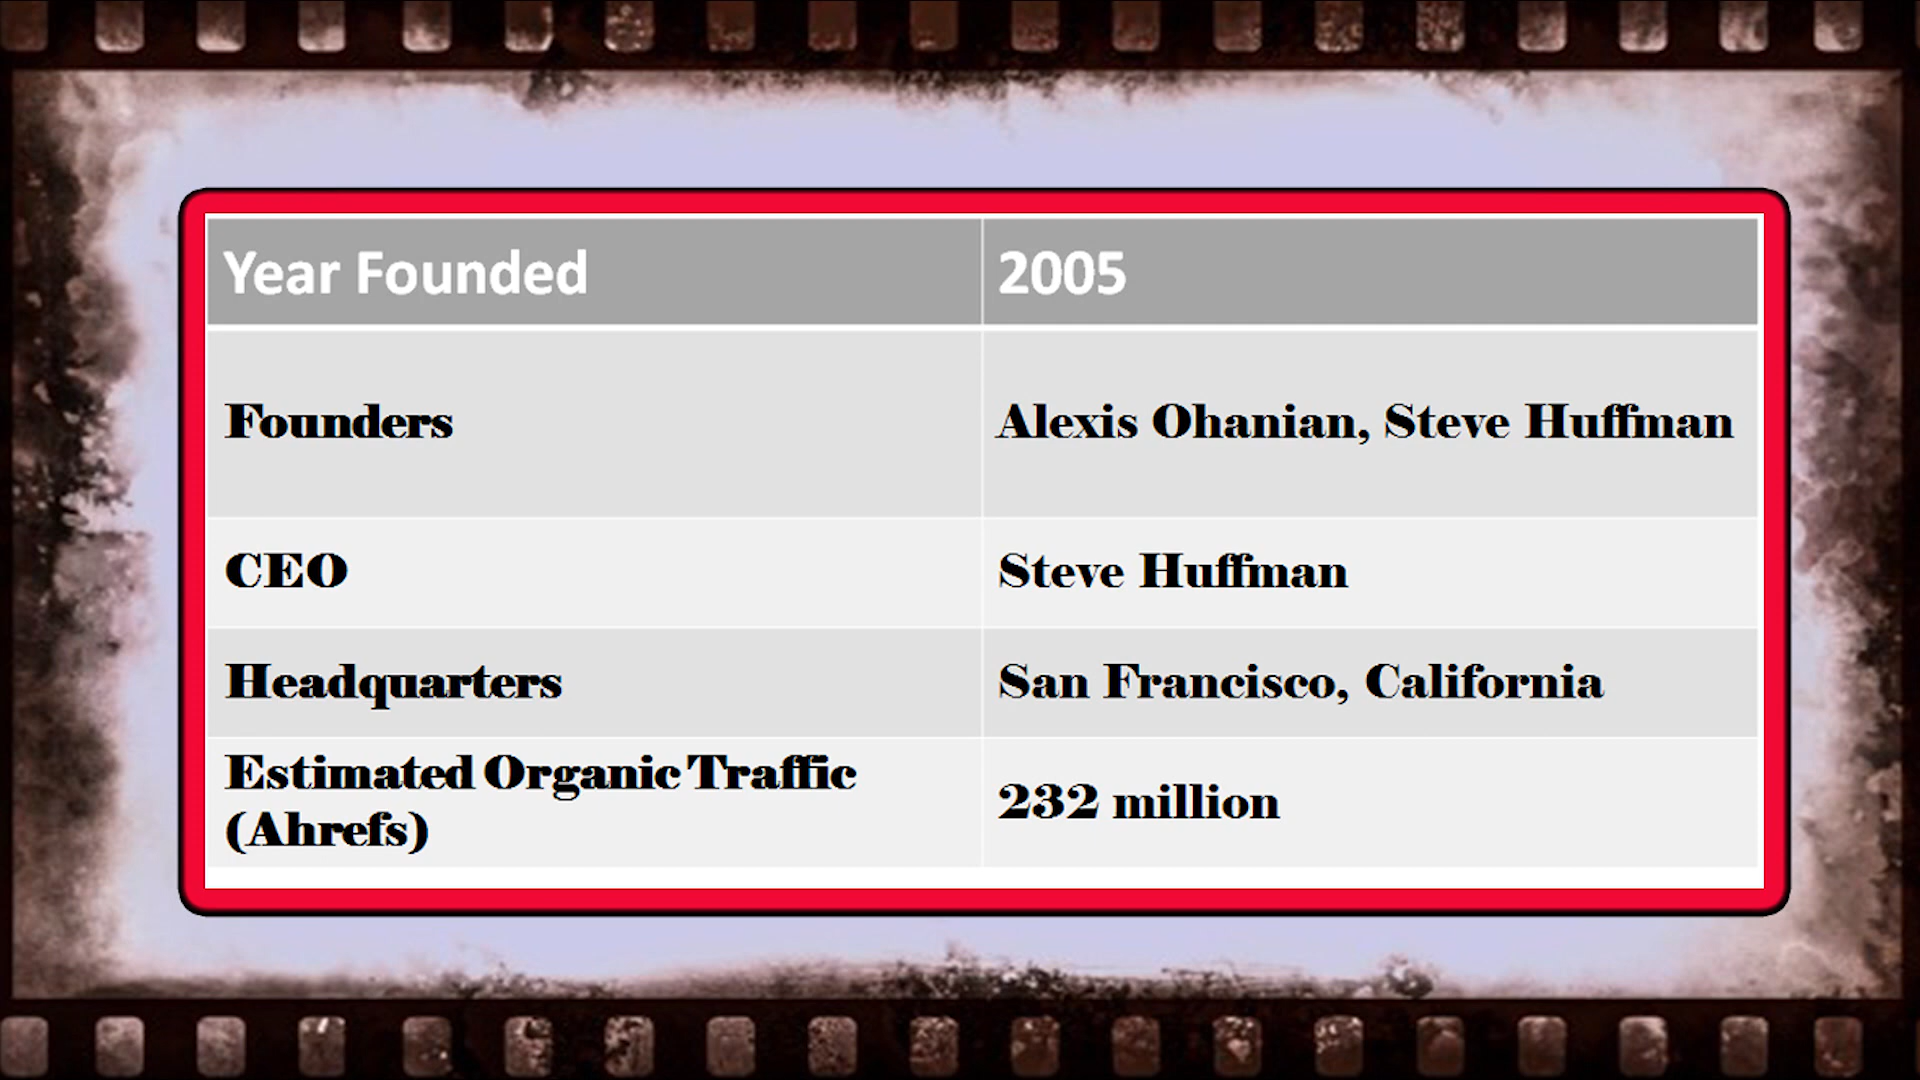 Year Founded 2005
Founders Alexis Ohanian, Steve Huffman
CEO Steve Huffman
Headquarters San Francisco, California
Estimated Organic Traffic
(Ahrefs) 232 million